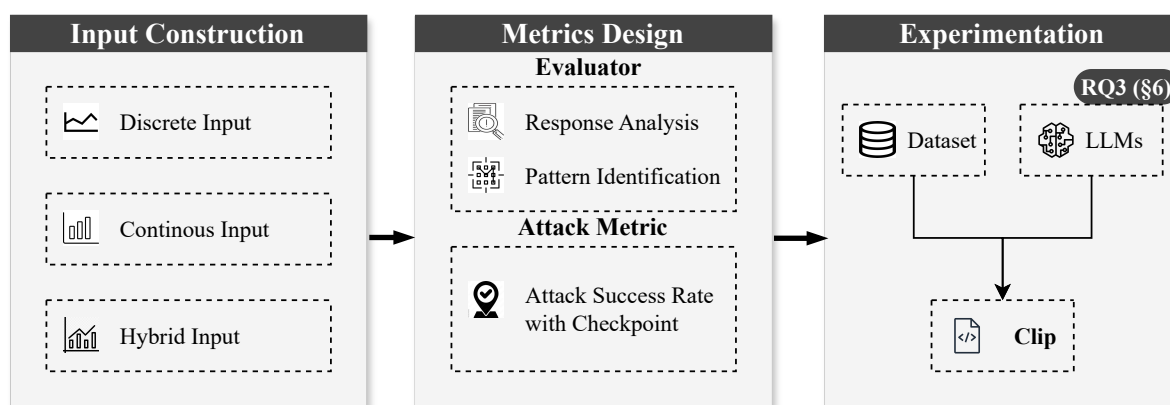 Input Construction
Discrete Input
Continous Input
Hybrid Input
Metrics Design
Evaluator
Response Analysis
Pattern Identification
Attack Metric
Attack Success Rate
with Checkpoint
Experimentation
RQ3 (§6)
Dataset
LLMs
</> Clip